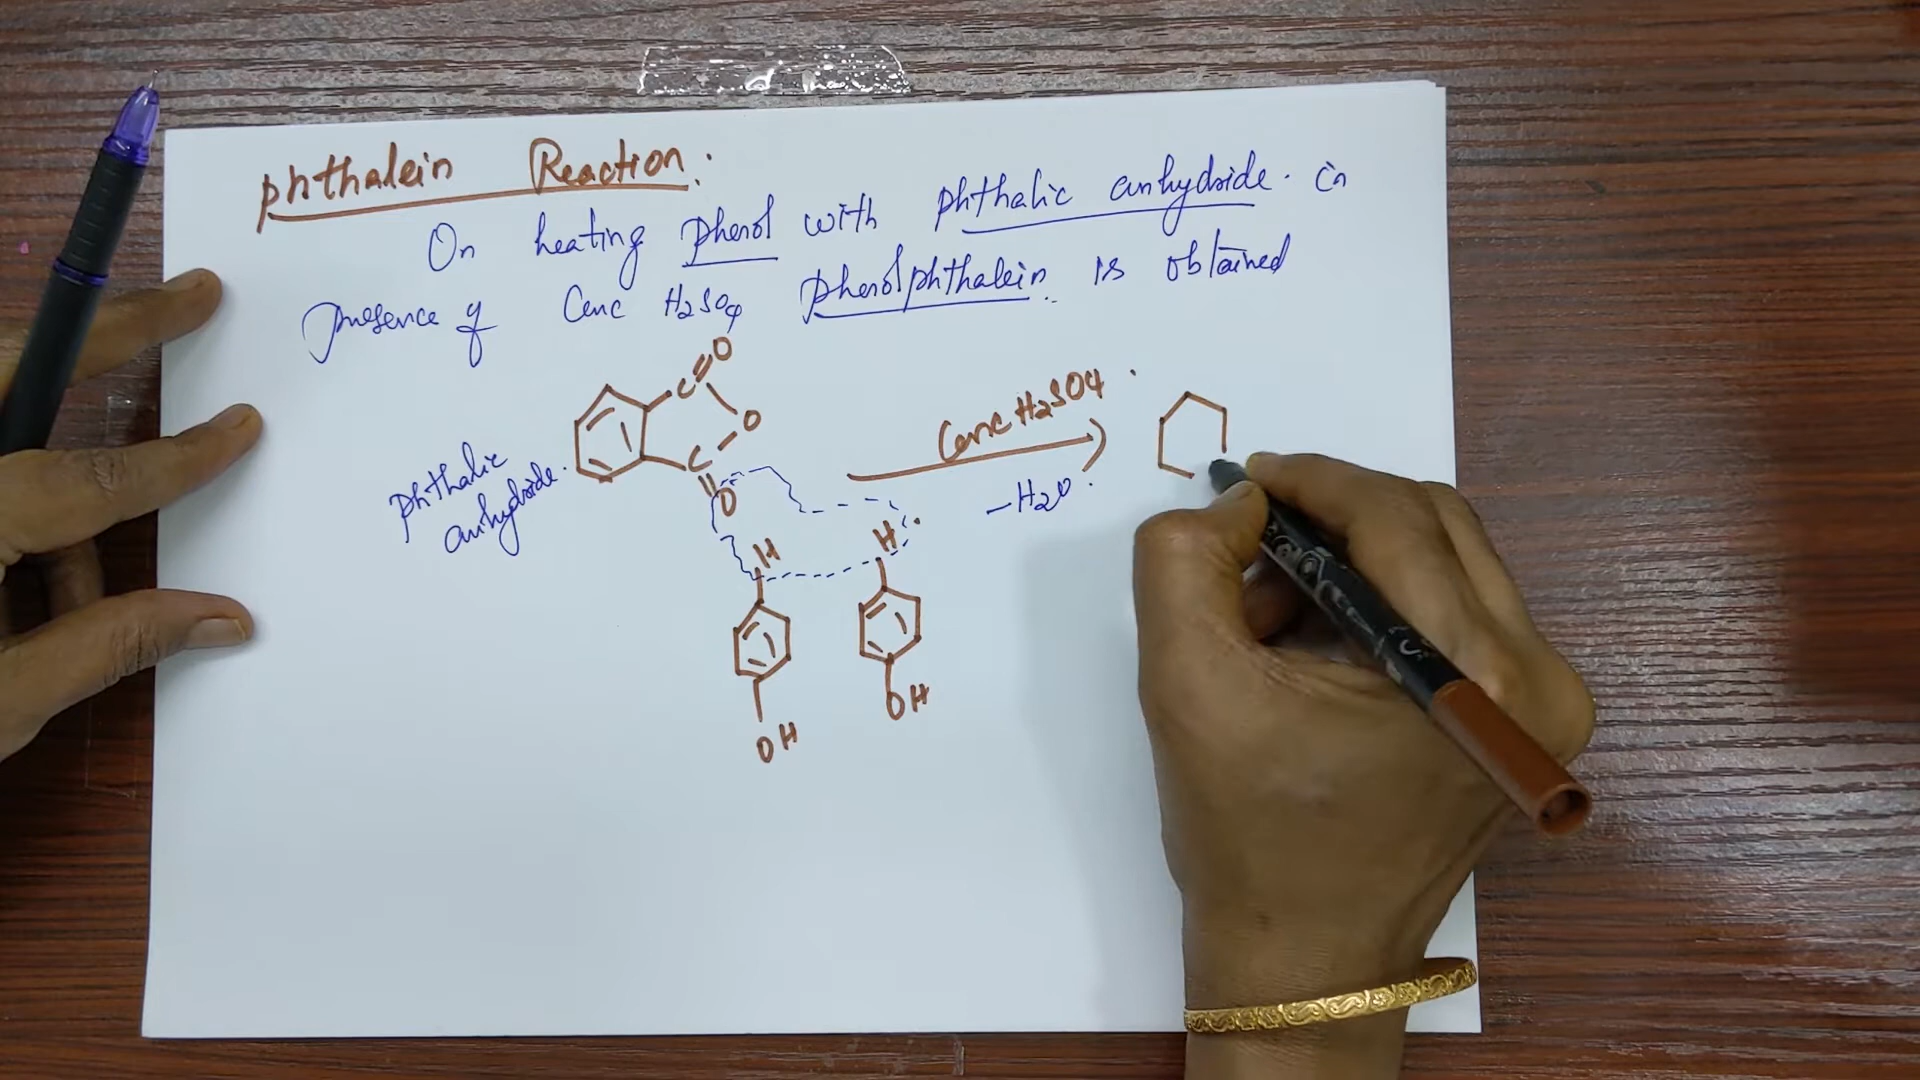 phthalein Reaction.
On heating phenol with phthalic anhydride. in
presence of Conc H2SO4 phenolphthalein is obtained
C O
O
C
O
Phthalic
anhydride.
Conc H2SO4
-H2O
H H
OH
OH